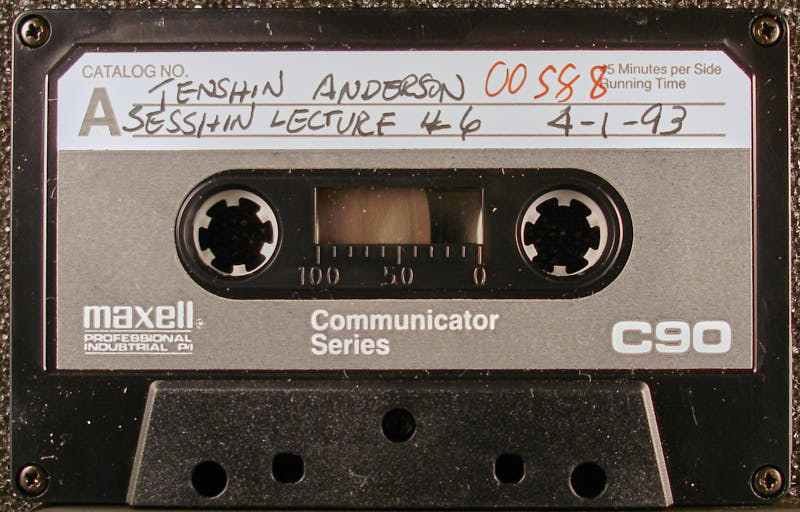 CATALOG NO.
TENSHIN ANDERSON 00588
45 Minutes per Side
Running Time
A
SESSHIN LECTURE #6 4-1-93
100 50 0
maxell
PROFESSIONAL
INDUSTRIAL P/I
Communicator
Series
C90